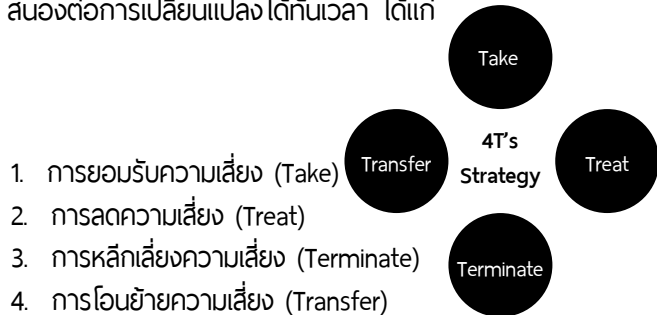 สนองต่อการเปลี่ยนแปลงได้ทันเวลา ได้แก่
Take
4T's
Strategy
Transfer
Treat
Terminate
1. การยอมรับความเสี่ยง (Take)
2. การลดความเสี่ยง (Treat)
3. การหลีกเลี่ยงความเสี่ยง (Terminate)
4. การโอนย้ายความเสี่ยง (Transfer)